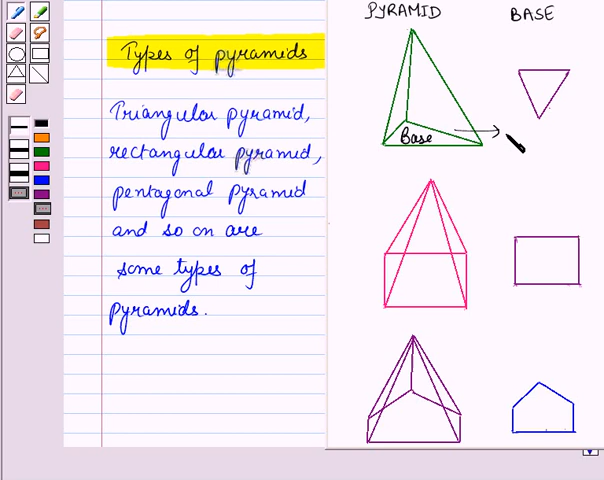 Types of pyramids
Triangular pyramid,
rectangular pyramid,
pentagonal pyramid
and so on are
some types of
pyramids.
PYRAMID BASE
Base